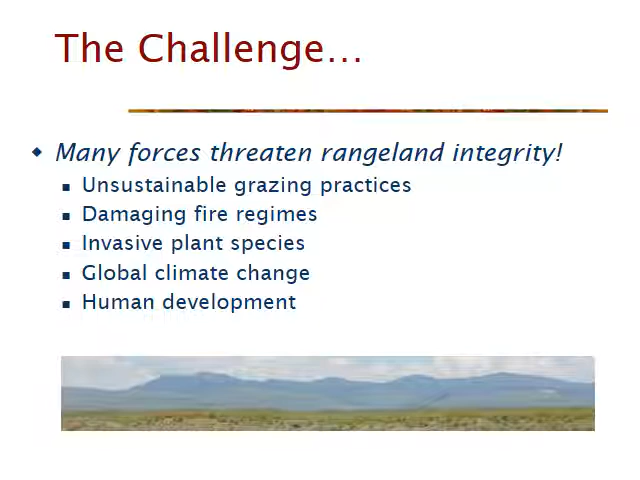 The Challenge…
Many forces threaten rangeland integrity!
Unsustainable grazing practices
Damaging fire regimes
Invasive plant species
Global climate change
Human development